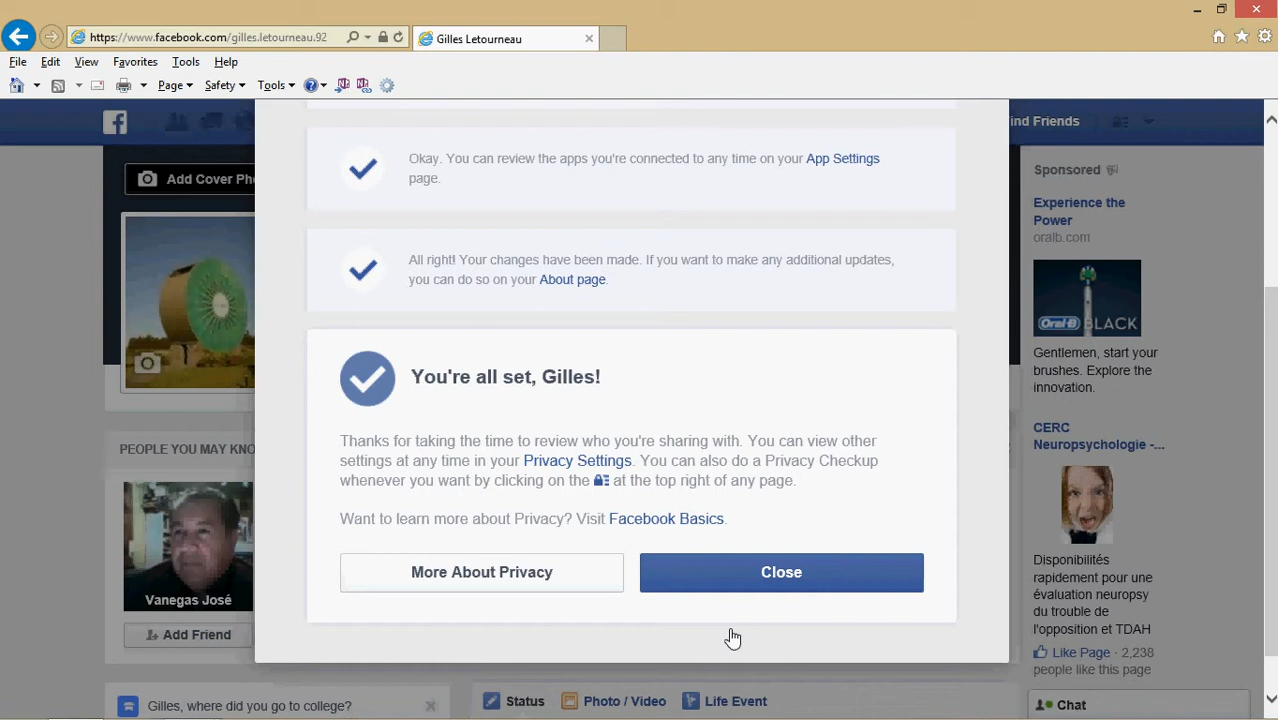 https://www.facebook.com/gilles.letourneau.92
Gilles Letourneau
File Edit View Favorites Tools Help
Page Safety Tools
ind Friends
Okay. You can review the apps you're connected to any time on your App Settings
page.
All right! Your changes have been made. If you want to make any additional updates,
you can do so on your About page.
You're all set, Gilles!
Thanks for taking the time to review who you're sharing with. You can view other
settings at any time in your Privacy Settings. You can also do a Privacy Checkup
whenever you want by clicking on the at the top right of any page.
Want to learn more about Privacy? Visit Facebook Basics.
More About Privacy
Close
Add Cover Pho
PEOPLE YOU MAY KNO
Vanegas José
Add Friend
Gilles, where did you go to college?
Status Photo / Video Life Event
Sponsored
Experience the
Power
oralb.com
Oral-B BLACK
Gentlemen, start your
brushes. Explore the
innovation.
CERC
Neuropsychologie -...
Disponibilités
rapidement pour une
évaluation neuropsy
du trouble de
l'opposition et TDAH
Like Page · 2,238
people like this page
Chat